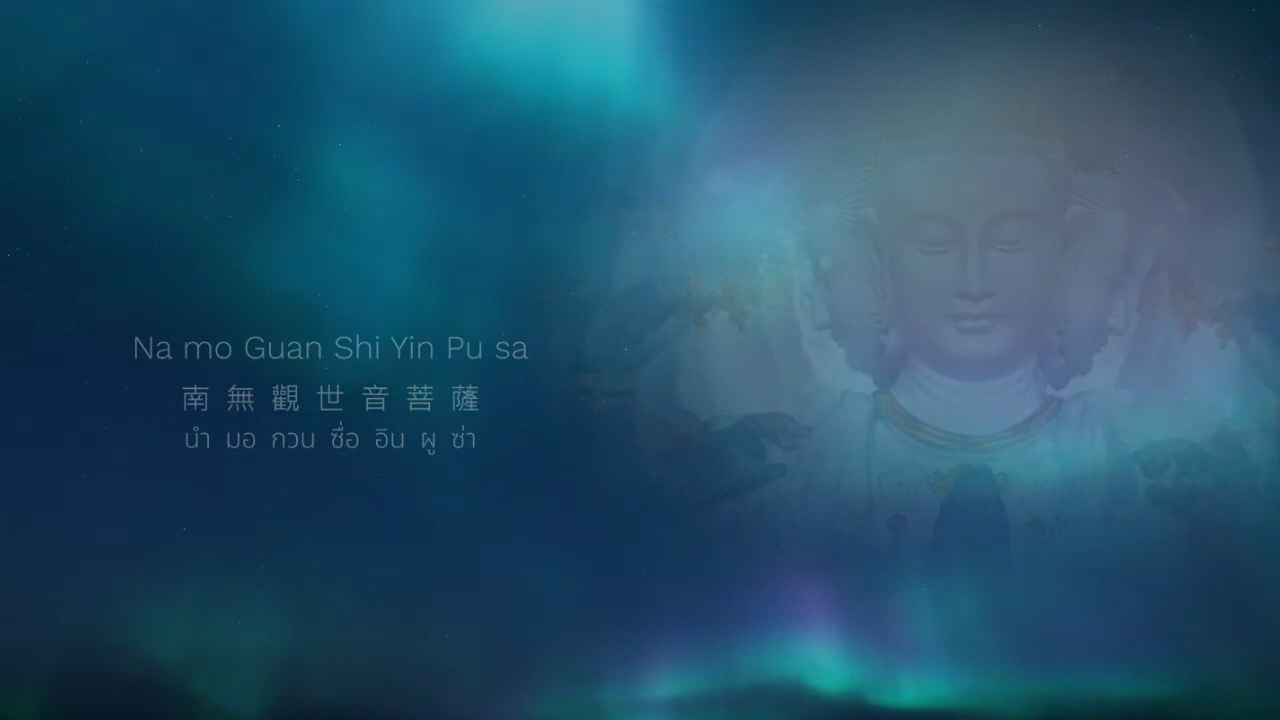 Na mo Guan Shi Yin Pu sa
南 無 觀 世 音 菩 薩
นำ มอ กวน ซื่อ อิน ผู ซ่า